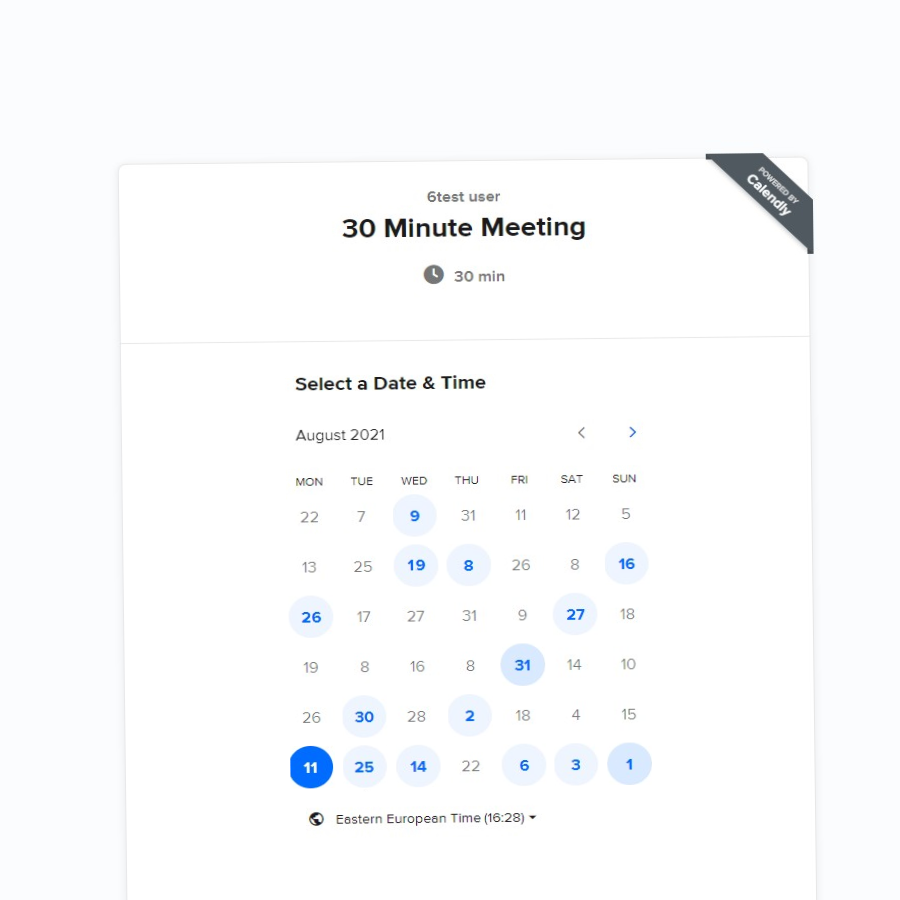 POWERED BY
Calendly
6test user
30 Minute Meeting
30 min
Select a Date & Time
August 2021
MON TUE WED THU FRI SAT SUN
22 7 9 31 11 12 5
13 25 19 8 26 8 16
26 17 27 31 9 27 18
19 8 16 8 31 14 10
26 30 28 2 18 4 15
11 25 14 22 6 3 1
Eastern European Time (16:28)